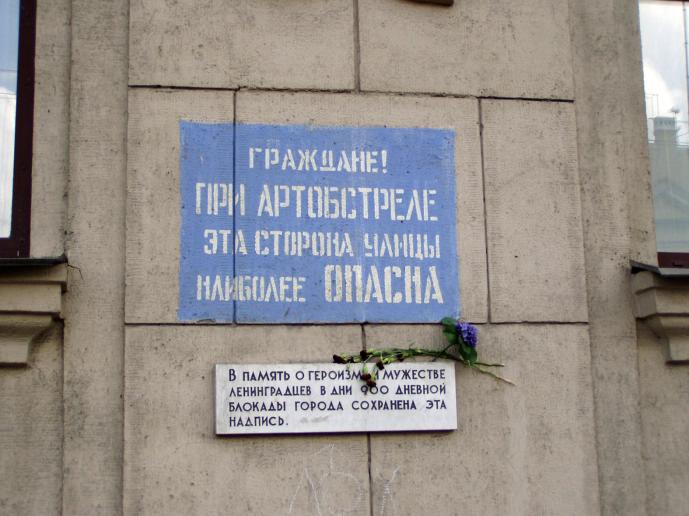 ГРАЖДАНЕ!
ПРИ АРТОБСТРЕЛЕ
ЭТА СТОРОНА УЛИЦЫ
НАИБОЛЕЕ ОПАСНА
В ПАМЯТЬ О ГЕРОИЗМЕ И МУЖЕСТВЕ
ЛЕНИНГРАДЦЕВ В ДНИ 900 ДНЕВНОЙ
БЛОКАДЫ ГОРОДА СОХРАНЕНА ЭТА
НАДПИСЬ.